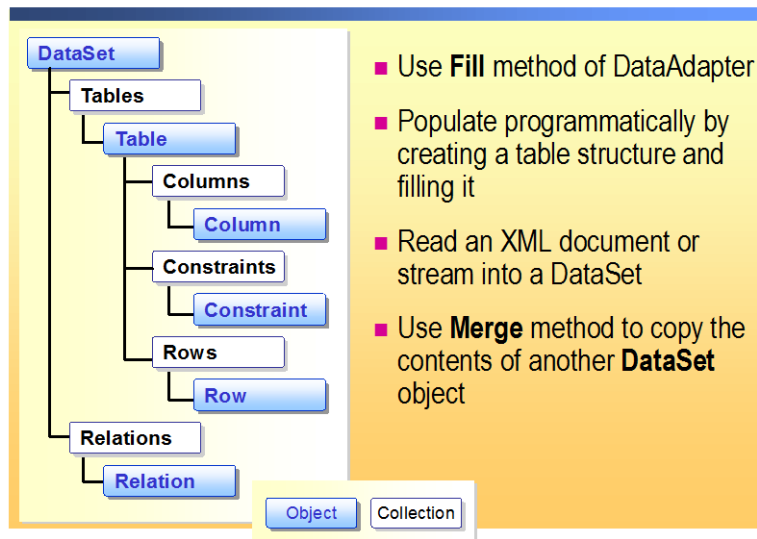 DataSet
Tables
Table
Columns
Column
Constraints
Constraint
Rows
Row
Relations
Relation
Object
Collection
Use Fill method of DataAdapter
Populate programmatically by
creating a table structure and
filling it
Read an XML document or
stream into a DataSet
Use Merge method to copy the
contents of another DataSet
object